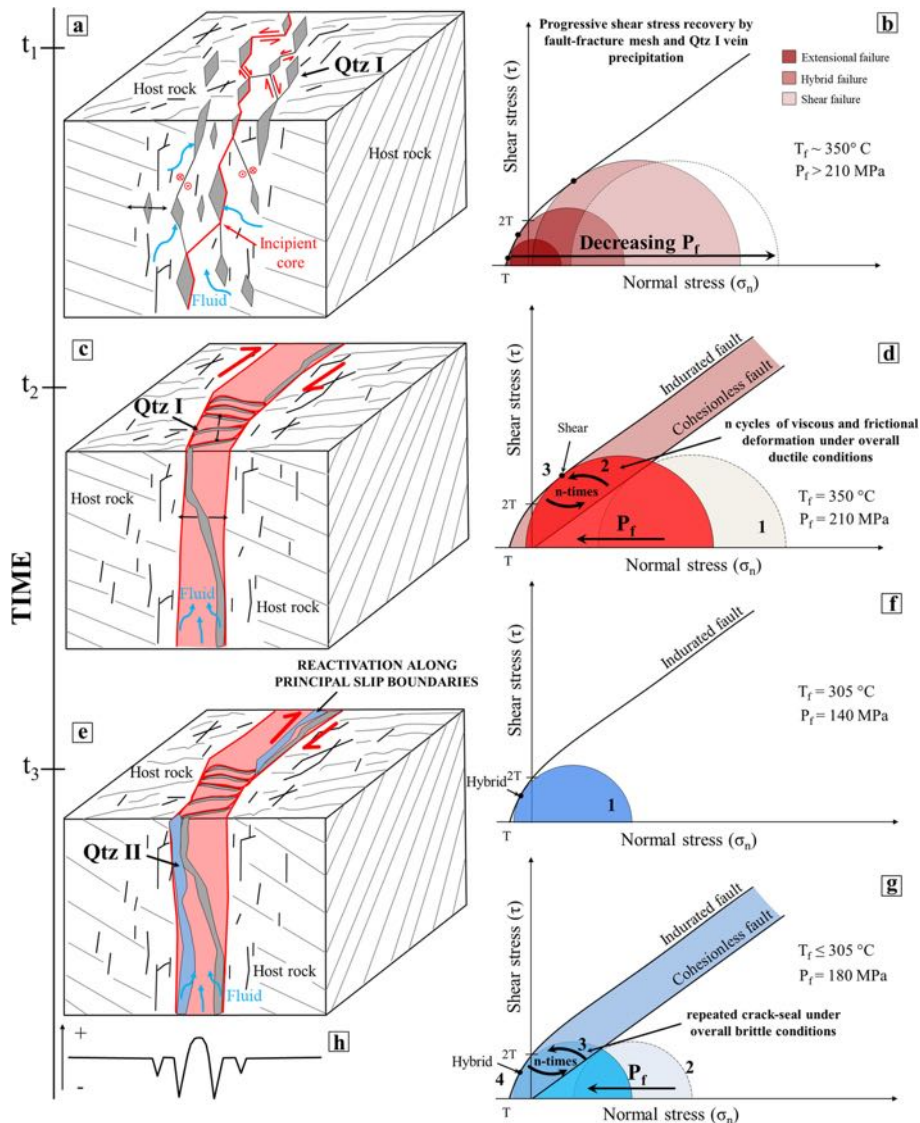 TIME
t1
a
Host rock
Qtz I
Host rock
Incipient
core
Fluid
b
Progressive shear stress recovery by
fault-fracture mesh and Qtz I vein
precipitation
Extensional failure
Hybrid failure
Shear failure
Tf ~ 350° C
Pf > 210 MPa
Shear stress (τ)
2T
T
Decreasing Pf
Normal stress (σn)
t2
c
Qtz I
Host rock
Fluid
Host rock
d
Shear stress (τ)
Indurated fault
Cohesionless fault
n cycles of viscous and frictional
deformation under overall
ductile conditions
Shear
3
2
n-times
Tf = 350 °C
Pf = 210 MPa
2T
Pf
1
T
Normal stress (σn)
t3
e
REACTIVATION ALONG
PRINCIPAL SLIP BOUNDARIES
Host rock
Qtz II
Host rock
Fluid
f
Shear stress (τ)
Indurated fault
Tf = 305 °C
Pf = 140 MPa
2T
Hybrid
1
T
Normal stress (σn)
g
Shear stress (τ)
Indurated fault
Cohesionless fault
Tf ≤ 305 °C
Pf = 180 MPa
repeated crack-seal under
overall brittle conditions
2T
Hybrid
3
n-times
4
Pf
2
T
Normal stress (σn)
h
+
-